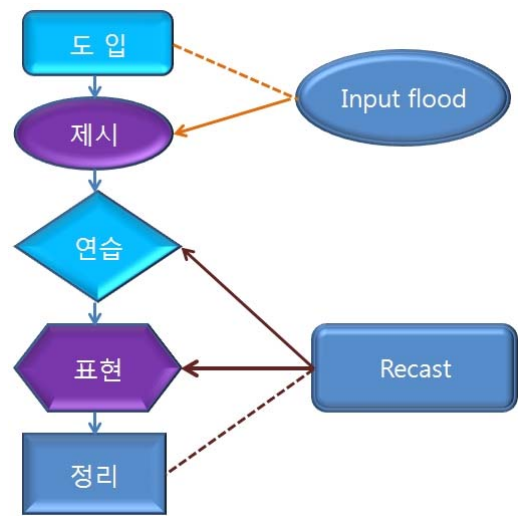 도 입
Input flood
제시
연습
표현
Recast
정리